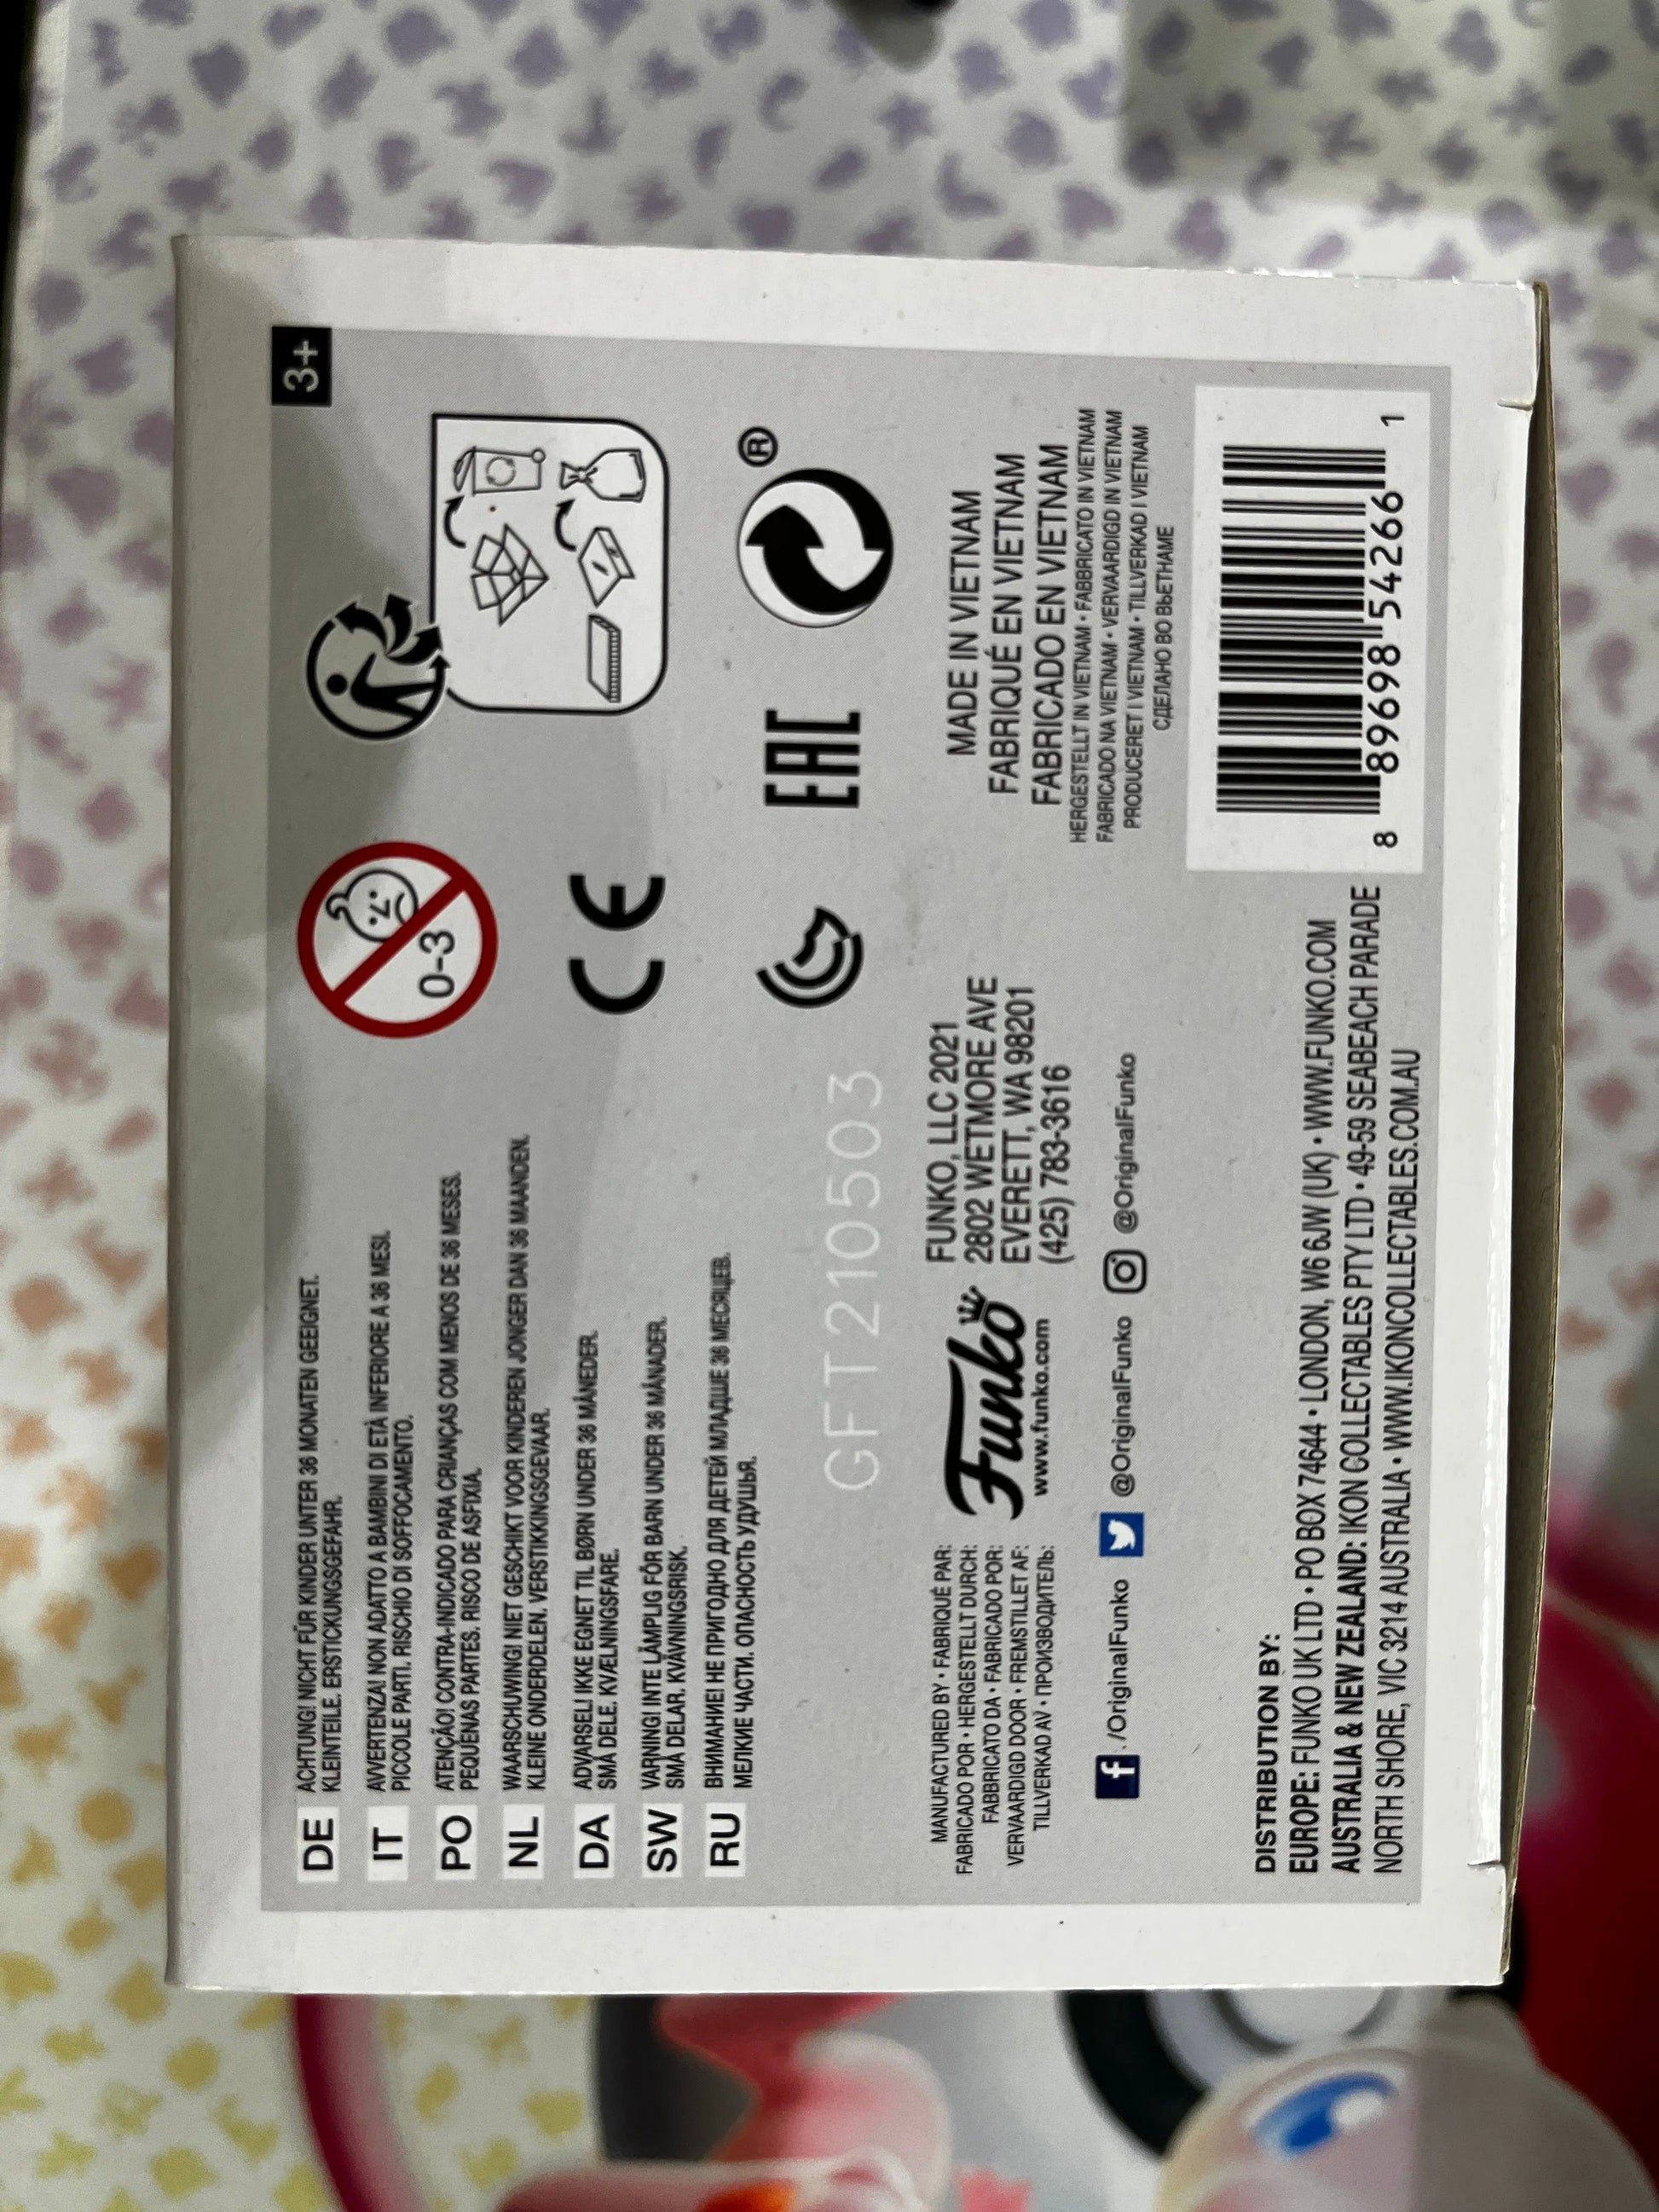 3+
DE ACHTUNG! NICHT FÜR KINDER UNTER 36 MONATEN GEEIGNET.
KLEINTEILE. ERSTICKUNGSGEFAHR.
IT AVVERTENZA! NON ADATTO A BAMBINI DI ETÀ INFERIORE A 36 MESI.
PICCOLE PARTI. RISCHIO DI SOFFOCAMENTO.
PO ATENÇÃO! CONTRA-INDICADO PARA CRIANÇAS COM MENOS DE 36 MESES.
PEQUENAS PARTES. RISCO DE ASFIXIA.
NL WAARSCHUWING! NIET GESCHIKT VOOR KINDEREN JONGER DAN 36 MAANDEN.
KLEINE ONDERDELEN. VERSTIKKINGSGEVAAR.
DA ADVARSEL! IKKE EGNET TIL BØRN UNDER 36 MÅNEDER.
SMÅ DELE. KVÆLNINGSFARE.
SW VARNING! INTE LÄMPLIG FÖR BARN UNDER 36 MÅNADER.
SMÅ DELAR. KVÄVNINGSRISK.
RU ВНИМАНИЕ! НЕ ПРИГОДНО ДЛЯ ДЕТЕЙ МЛАДШЕ 36 МЕСЯЦЕВ.
МЕЛКИЕ ЧАСТИ. ОПАСНОСТЬ УДУШЬЯ.
0-3
CE
EAC
®
GFT210503
MANUFACTURED BY • FABRIQUÉ PAR:
FABRICADO POR • HERGESTELLT DURCH:
FABBRICATO DA • FABRICADO POR:
VERVAARDIGD DOOR • FREMSTILLET AF:
TILLVERKAD AV • ПРОИЗВОДИТЕЛЬ:
Funko
www.funko.com
FUNKO, LLC 2021
2802 WETMORE AVE
EVERETT, WA 98201
(425) 783-3616
f ./OriginalFunko @OriginalFunko @OriginalFunko
MADE IN VIETNAM
FABRIQUÉ EN VIETNAM
FABRICADO EN VIETNAM
HERGESTELLT IN VIETNAM • FABBRICATO IN VIETNAM
FABRICADO NA VIETNAM • VERVAARDIGD IN VIETNAM
PRODUCERET I VIETNAM • TILLVERKAD I VIETNAM
СДЕЛАНО ВО ВЬЕТНАМЕ
DISTRIBUTION BY:
EUROPE: FUNKO UK LTD • PO BOX 74644 • LONDON, W6 6JW (UK) • WWW.FUNKO.COM
AUSTRALIA & NEW ZEALAND: IKON COLLECTABLES PTY LTD • 49-59 SEABEACH PARADE
NORTH SHORE, VIC 3214 AUSTRALIA • WWW.IKONCOLLECTABLES.COM.AU
8 89698 54266 1